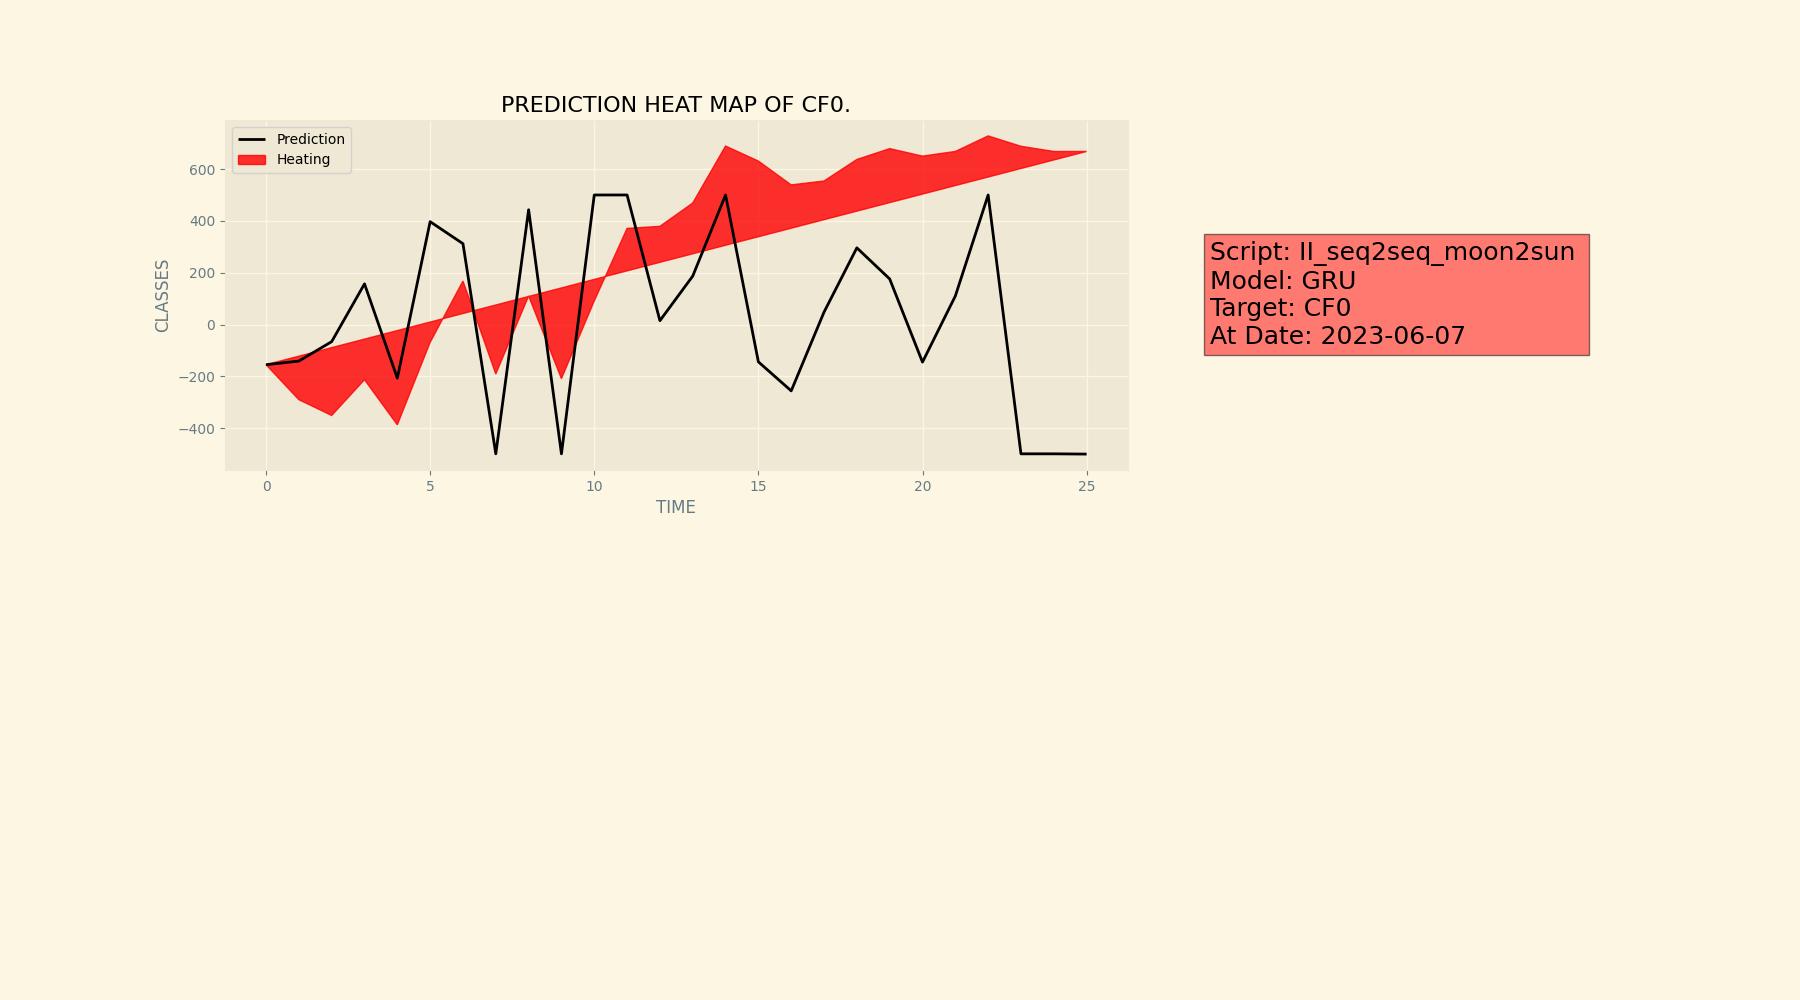 PREDICTION HEAT MAP OF CF0.
Prediction
Heating
600
400
200
0
−200
−400
CLASSES
0 5 10 15 20 25
TIME
Script: II_seq2seq_moon2sun
Model: GRU
Target: CF0
At Date: 2023-06-07